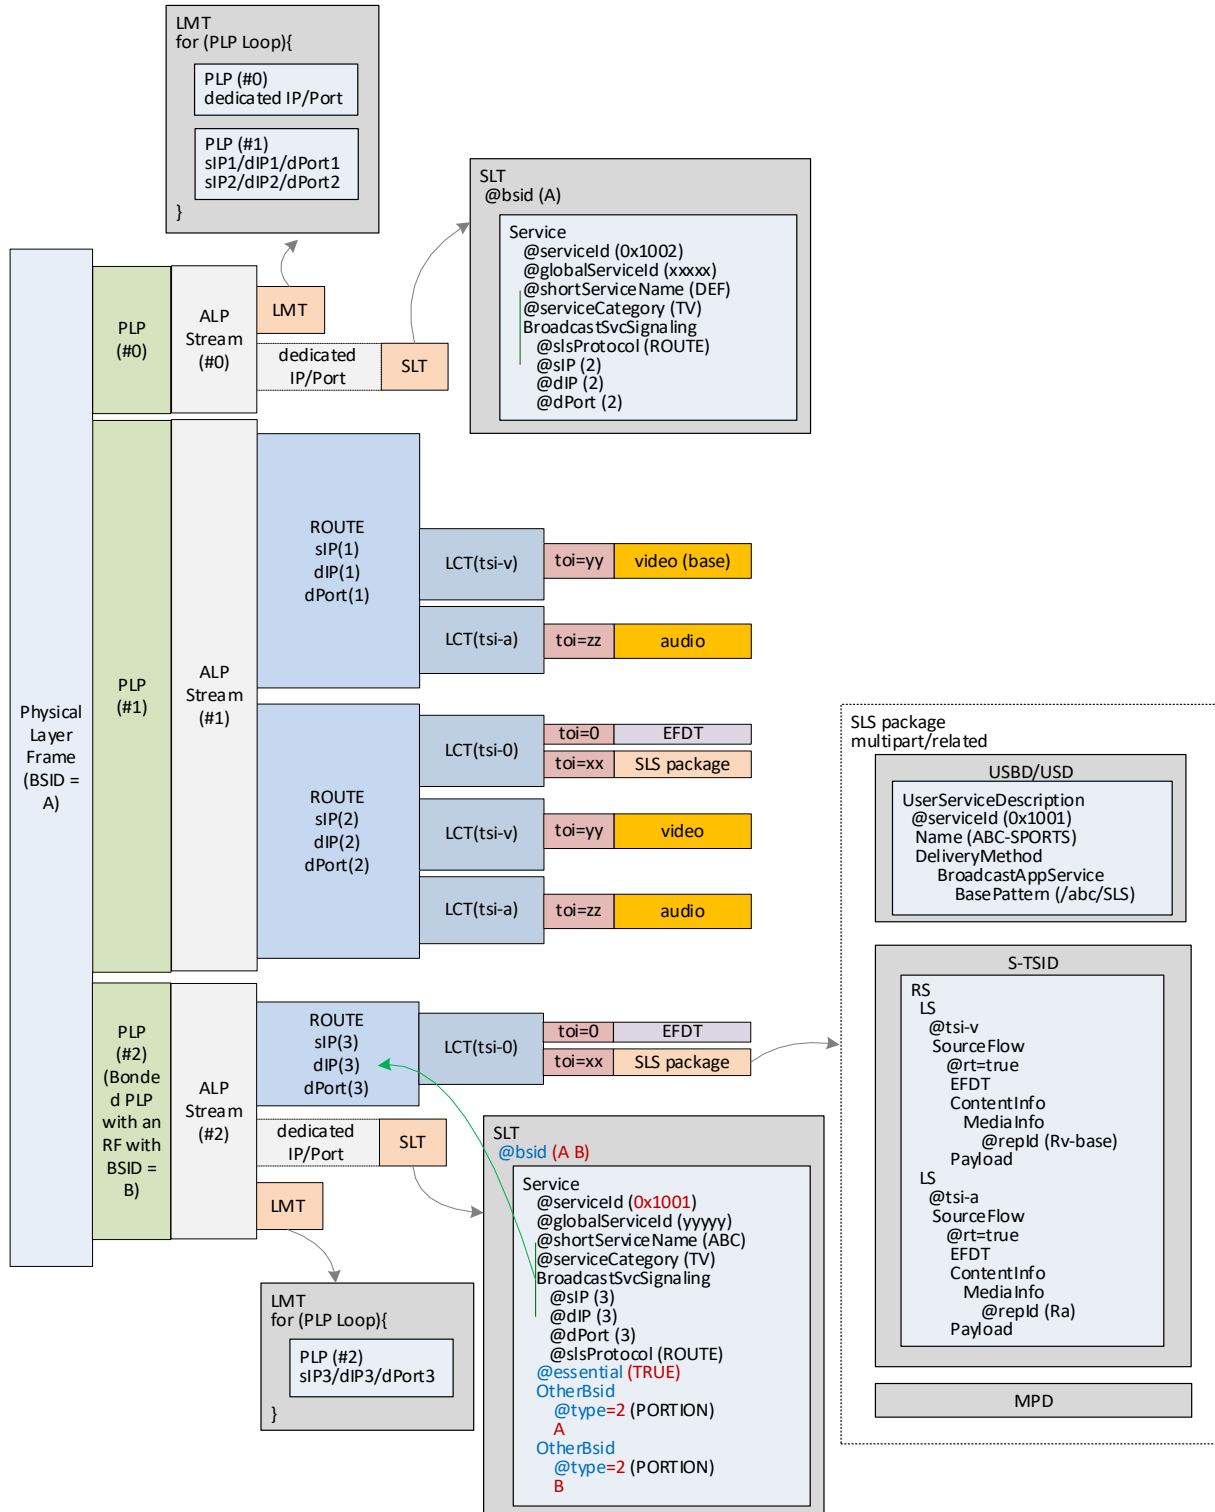 LMT
for (PLP Loop){
PLP (#0)
dedicated IP/Port
PLP (#1)
sIP1/dIP1/dPort1
sIP2/dIP2/dPort2
}
SLT
@bsid (A)
Service
@serviceId (0x1002)
@globalServiceId (xxxxx)
@shortServiceName (DEF)
@serviceCategory (TV)
BroadcastSvcSignaling
@slsProtocol (ROUTE)
@sIP (2)
@dIP (2)
@dPort (2)
Physical
Layer
Frame
(BSID =
A)
PLP
(#0)
ALP
Stream
(#0)
LMT
dedicated
IP/Port
SLT
PLP
(#1)
ALP
Stream
(#1)
ROUTE
sIP(1)
dIP(1)
dPort(1)
LCT(tsi-v)
toi=yy
video (base)
LCT(tsi-a)
toi=zz
audio
ROUTE
sIP(2)
dIP(2)
dPort(2)
LCT(tsi-0)
toi=0
EFDT
toi=xx
SLS package
LCT(tsi-v)
toi=yy
video
LCT(tsi-a)
toi=zz
audio
PLP
(#2)
(Bonde
d PLP
with an
RF with
BSID =
B)
ALP
Stream
(#2)
ROUTE
sIP(3)
dIP(3)
dPort(3)
LCT(tsi-0)
toi=0
EFDT
toi=xx
SLS package
dedicated
IP/Port
SLT
LMT
LMT
for (PLP Loop){
PLP (#2)
sIP3/dIP3/dPort3
}
SLT
@bsid (A B)
Service
@serviceId (0x1001)
@globalServiceId (yyyyy)
@shortServiceName (ABC)
@serviceCategory (TV)
BroadcastSvcSignaling
@sIP (3)
@dIP (3)
@dPort (3)
@slsProtocol (ROUTE)
@essential (TRUE)
OtherBsid
@type=2 (PORTION)
A
OtherBsid
@type=2 (PORTION)
B
SLS package
multipart/related
USBD/USD
UserServiceDescription
@serviceId (0x1001)
Name (ABC-SPORTS)
DeliveryMethod
BroadcastAppService
BasePattern (/abc/SLS)
S-TSID
RS
LS
@tsi-v
SourceFlow
@rt=true
EFDT
ContentInfo
MediaInfo
@repId (Rv-base)
Payload
LS
@tsi-a
SourceFlow
@rt=true
EFDT
ContentInfo
MediaInfo
@repId (Ra)
Payload
MPD